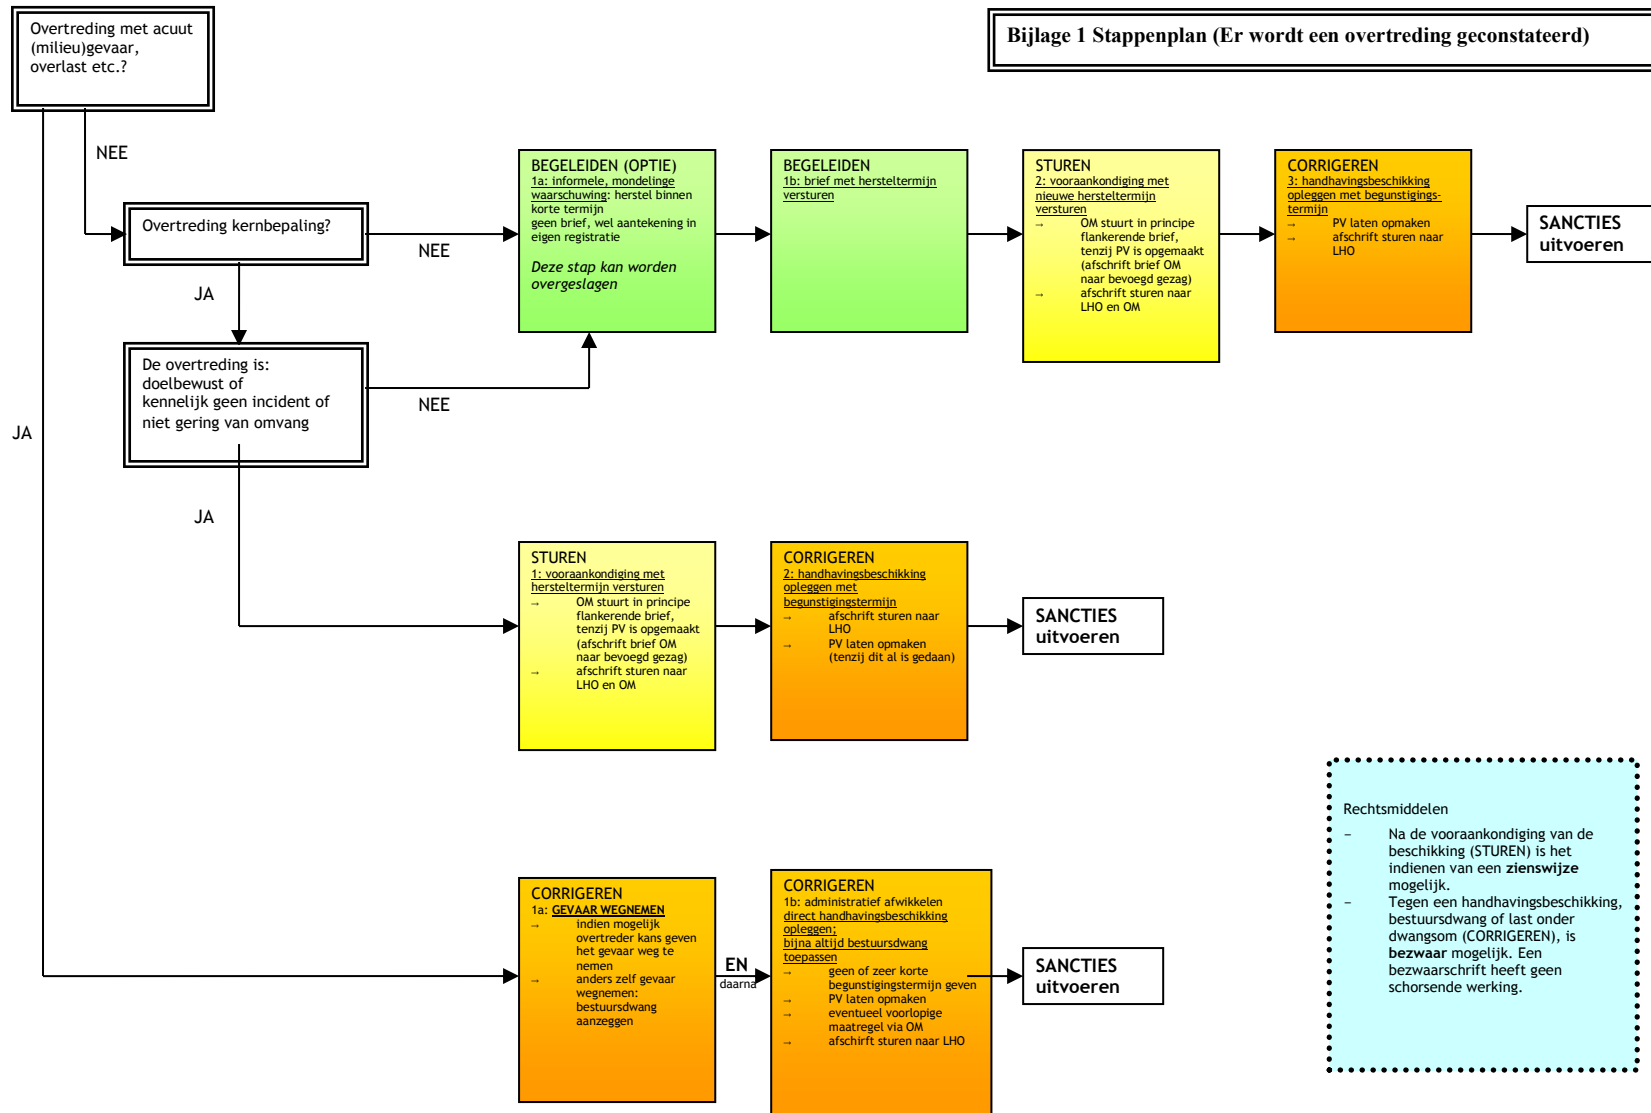 Overtreding met acuut
(milieu)gevaar,
overlast etc.?
Bijlage 1 Stappenplan (Er wordt een overtreding geconstateerd)
NEE
Overtreding kernbepaling?
NEE
JA
De overtreding is:
doelbewust of
kennelijk geen incident of
niet gering van omvang
NEE
JA
JA
BEGELEIDEN (OPTIE)
1a: informele, mondelinge
waarschuwing: herstel binnen
korte termijn
geen brief, wel aantekening in
eigen registratie
Deze stap kan worden
overgeslagen
BEGELEIDEN
1b: brief met hersteltermijn
versturen
STUREN
2: vooraankondiging met
nieuwe hersteltermijn
versturen
→ OM stuurt in principe
flankerende brief,
tenzij PV is opgemaakt
(afschrift brief OM
naar bevoegd gezag)
→ afschrift sturen naar
LHO en OM
CORRIGEREN
3: handhavingsbeschikking
opleggen met begunstigings-
termijn
→ PV laten opmaken
→ afschrift sturen naar
LHO
SANCTIES
uitvoeren
STUREN
1: vooraankondiging met
hersteltermijn versturen
→ OM stuurt in principe
flankerende brief,
tenzij PV is opgemaakt
(afschrift brief OM
naar bevoegd gezag)
→ afschrift sturen naar
LHO en OM
CORRIGEREN
2: handhavingsbeschikking
opleggen met
begunstigingstermijn
→ afschrift sturen naar
LHO
→ PV laten opmaken
(tenzij dit al is gedaan)
SANCTIES
uitvoeren
CORRIGEREN
1a: GEVAAR WEGNEMEN
→ indien mogelijk
overtreder kans geven
het gevaar weg te
nemen
→ anders zelf gevaar
wegnemen:
bestuursdwang
aanzeggen
EN
daarna
CORRIGEREN
1b: administratief afwikkelen
direct handhavingsbeschikking
opleggen;
bijna altijd bestuursdwang
toepassen
→ geen of zeer korte
begunstigingstermijn geven
→ PV laten opmaken
→ eventueel voorlopige
maatregel via OM
→ afschirft sturen naar LHO
SANCTIES
uitvoeren
Rechtsmiddelen
– Na de vooraankondiging van de
beschikking (STUREN) is het
indienen van een zienswijze
mogelijk.
– Tegen een handhavingsbeschikking,
bestuursdwang of last onder
dwangsom (CORRIGEREN), is
bezwaar mogelijk. Een
bezwaarschrift heeft geen
schorsende werking.